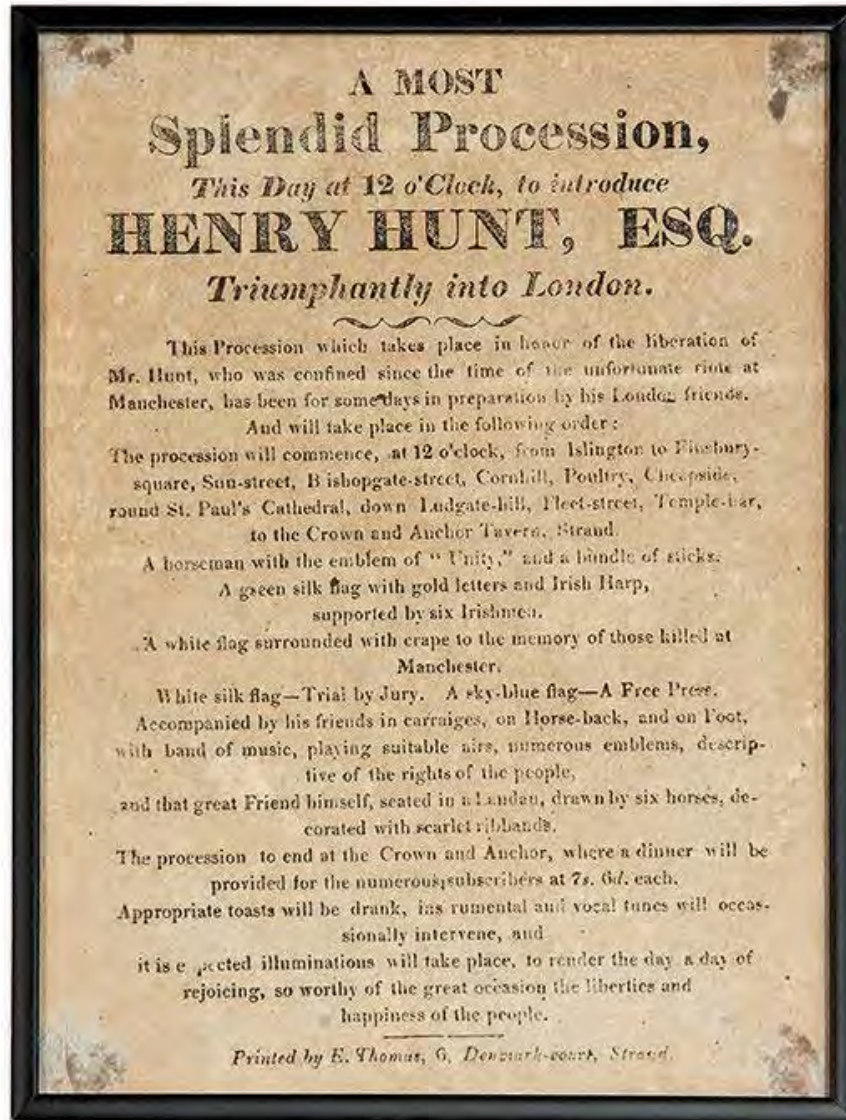 A MOST
Splendid Procession,
This Day at 12 o'Clock, to introduce
HENRY HUNT, ESQ.
Triumphantly into London.
This Procession which takes place in honor of the liberation of
Mr. Hunt, who was confined since the time of the unfortunate riots at
Manchester, has been for some days in preparation by his London friends.
And will take place in the following order:
The procession will commence, at 12 o'clock, from Islington to Finsbury-
square, Sun-street, Bishopgate-street, Cornhill, Poultry, Cheapside,
round St. Paul's Cathedral, down Ludgate-hill, Fleet-street, Temple-bar,
to the Crown and Anchor Tavern, Strand.
A horseman with the emblem of "Unity," and a bundle of sticks.
A green silk flag with gold letters and Irish Harp,
supported by six Irishmen.
A white flag surrounded with crape to the memory of those killed at
Manchester.
White silk flag—Trial by Jury. A sky-blue flag—A Free Press.
Accompanied by his friends in carraiges, on Horse-back, and on Foot,
with band of music, playing suitable airs, numerous emblems, descrip-
tive of the rights of the people,
and that great Friend himself, seated in a Landau, drawn by six horses, de-
corated with scarlet ribbands.
The procession to end at the Crown and Anchor, where a dinner will be
provided for the numerous subscribers at 7s. 6d. each.
Appropriate toasts will be drank, ins rumental and vocal tunes will occas-
sionally intervene, and
it is e pected illuminations will take place, to render the day a day of
rejoicing, so worthy of the great occasion the liberties and
happiness of the people.
Printed by E. Thomas, 6, Denmark-court, Strand.